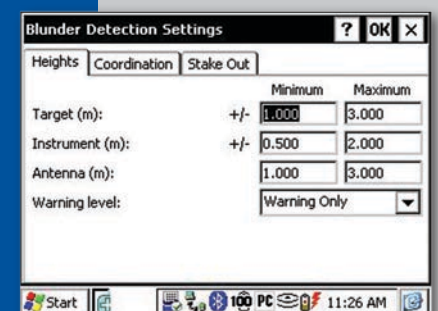 Blunder Detection Settings ? OK ×
Heights Coordination Stake Out
Minimum Maximum
Target (m): +/- 1.000 3.000
Instrument (m): +/- 0.500 2.000
Antenna (m): 1.000 3.000
Warning level: Warning Only
Start 100 PC 11:26 AM